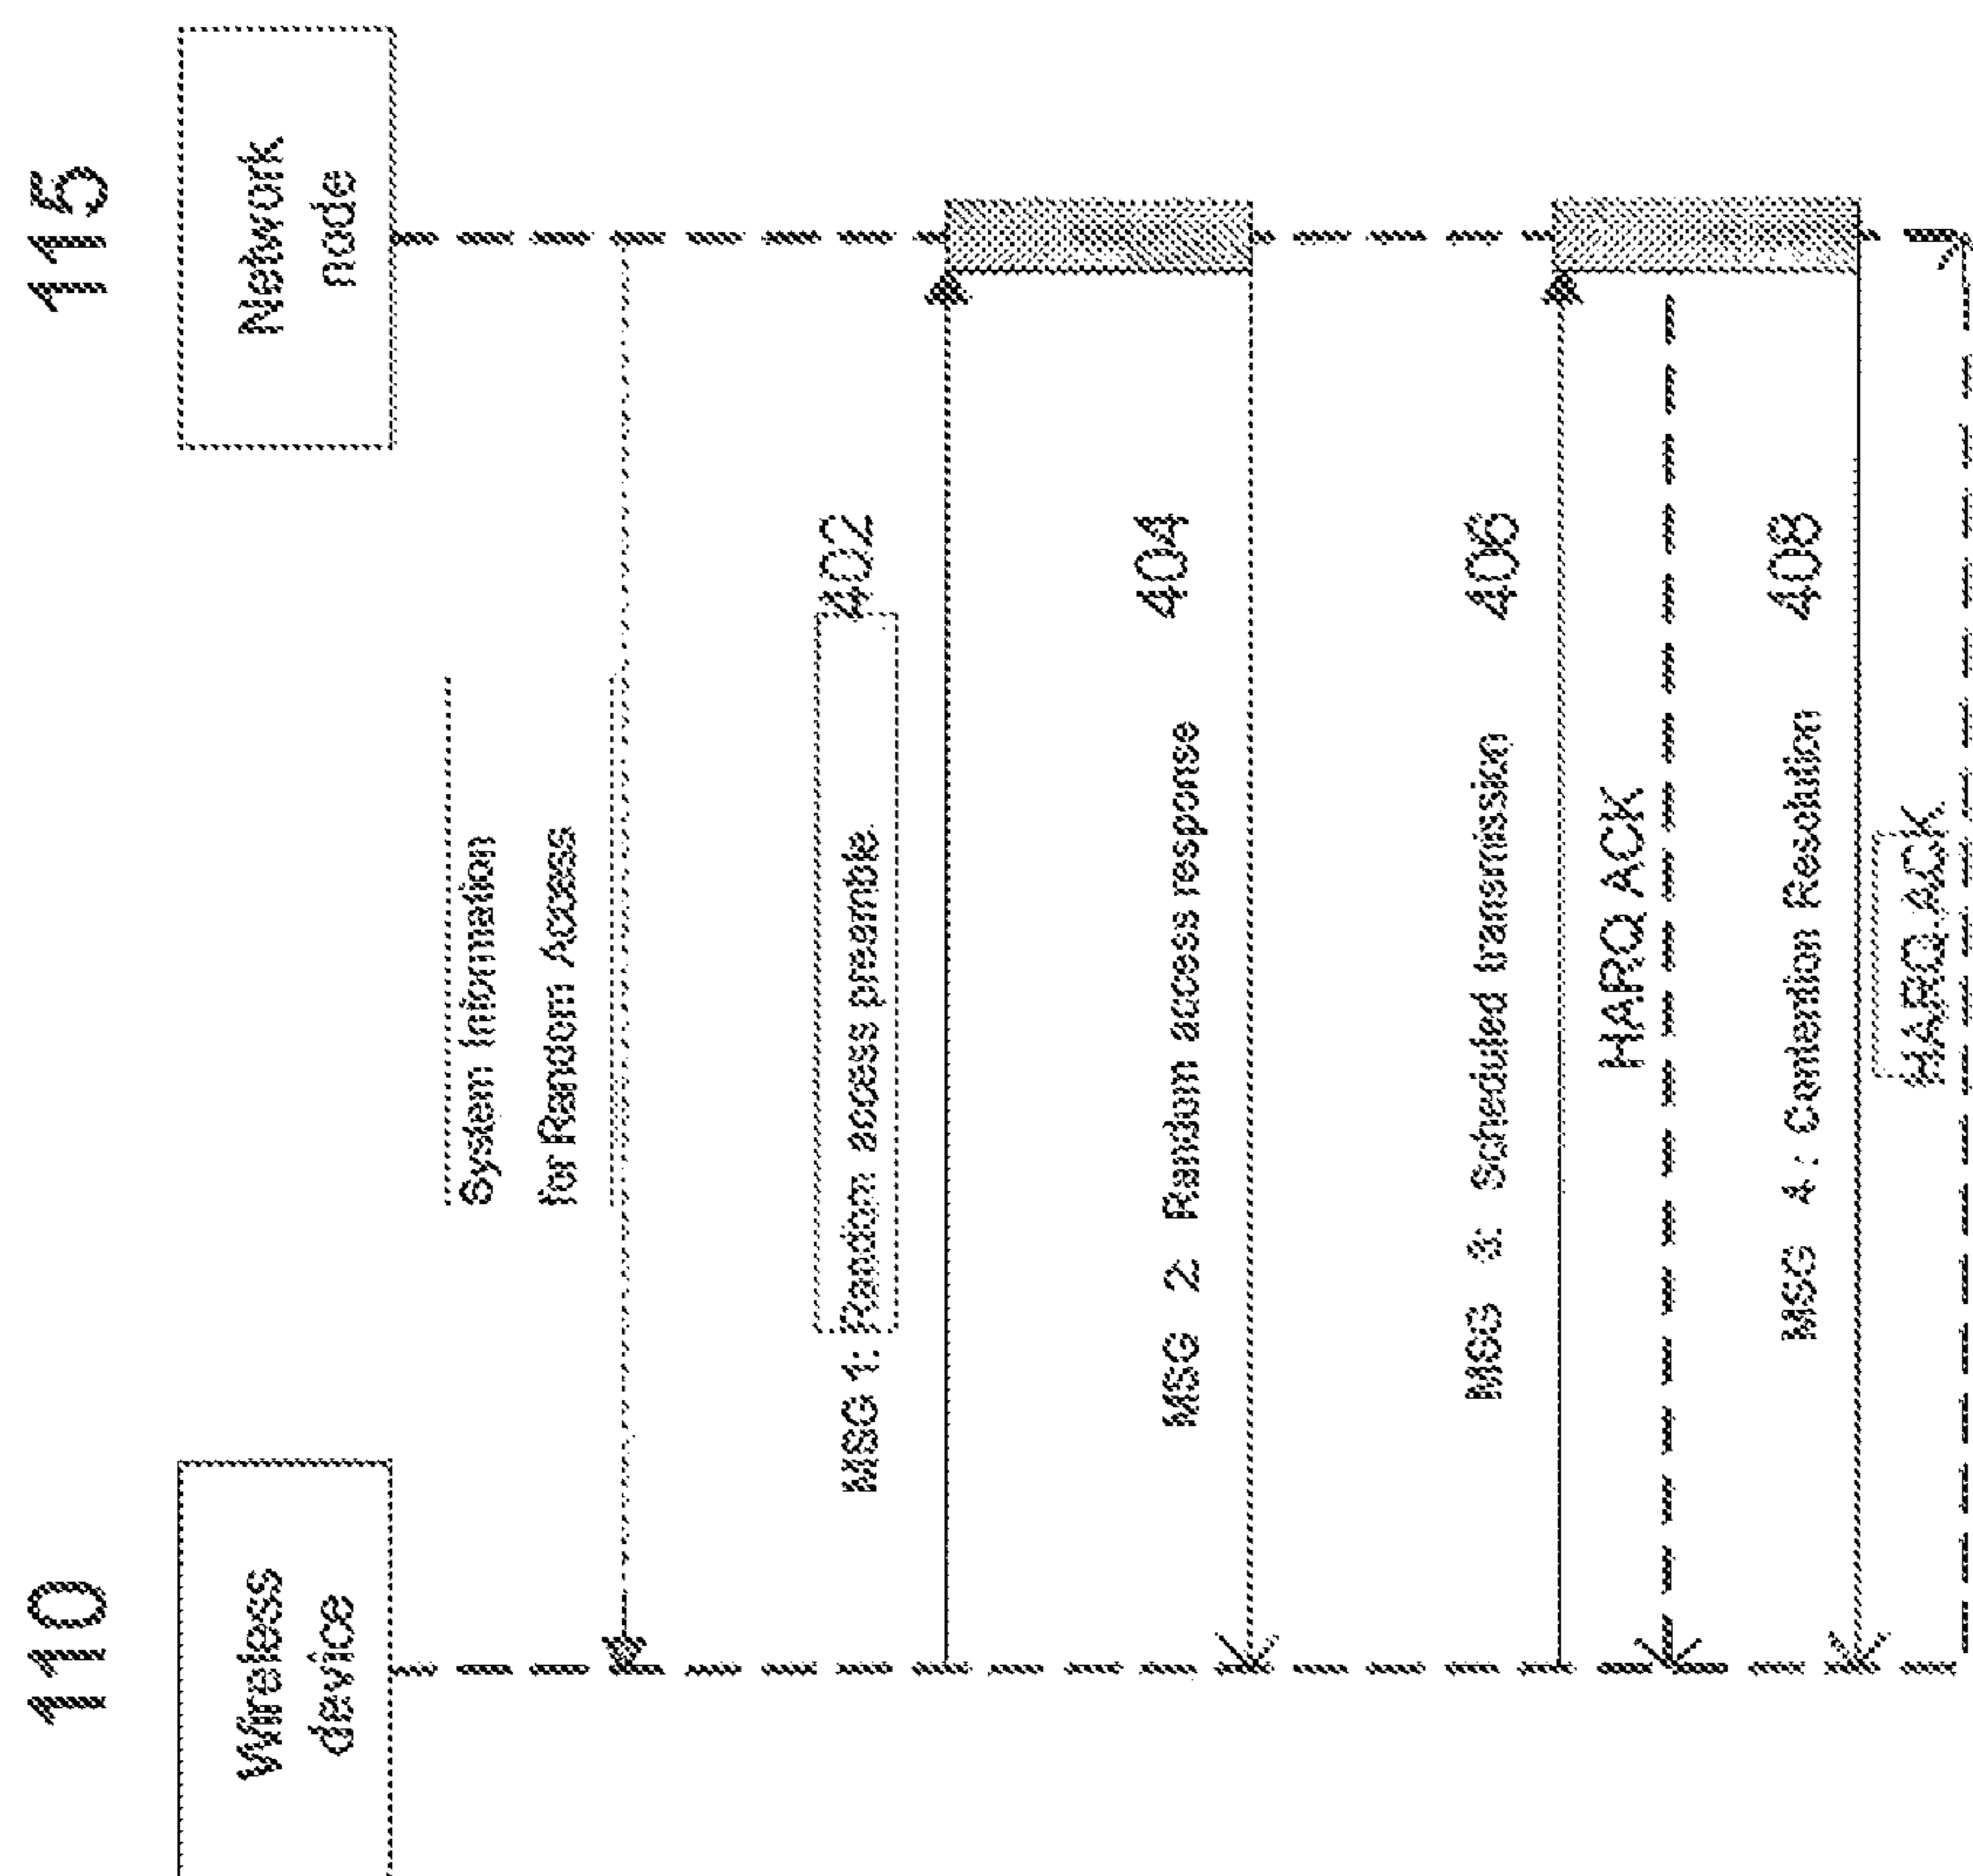 110
115
Wireless
device
Network
node
System Information
for Random Access
MSG 1: Random access preamble
402
MSG 2: Random access response
404
MSG 3: Scheduled transmission
406
HARQ ACK
MSG 4: Contention Resolution
408
HARQ ACK